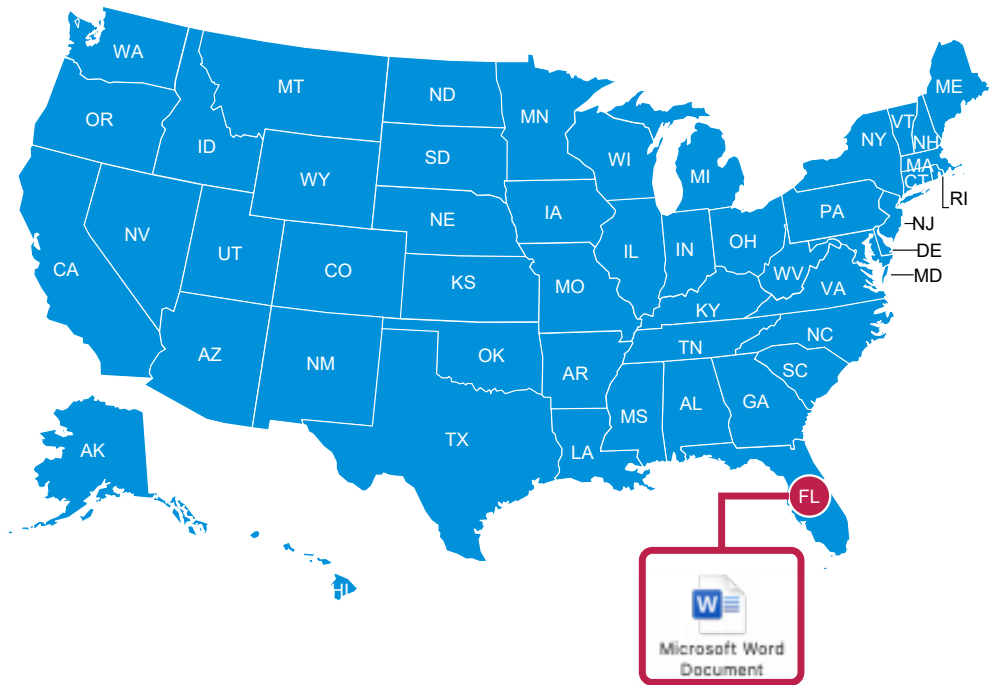 WA
MT
ND
MN
ME
OR
ID
SD
WI
NY
VT
NH
MA
CT
RI
WY
MI
NE
IA
PA
NJ
NV
UT
CO
KS
MO
IL
IN
OH
WV
VA
DE
MD
CA
KY
NC
AZ
NM
OK
AR
TN
SC
MS
AL
GA
TX
LA
AK
FL
HI
W
Microsoft Word
Document